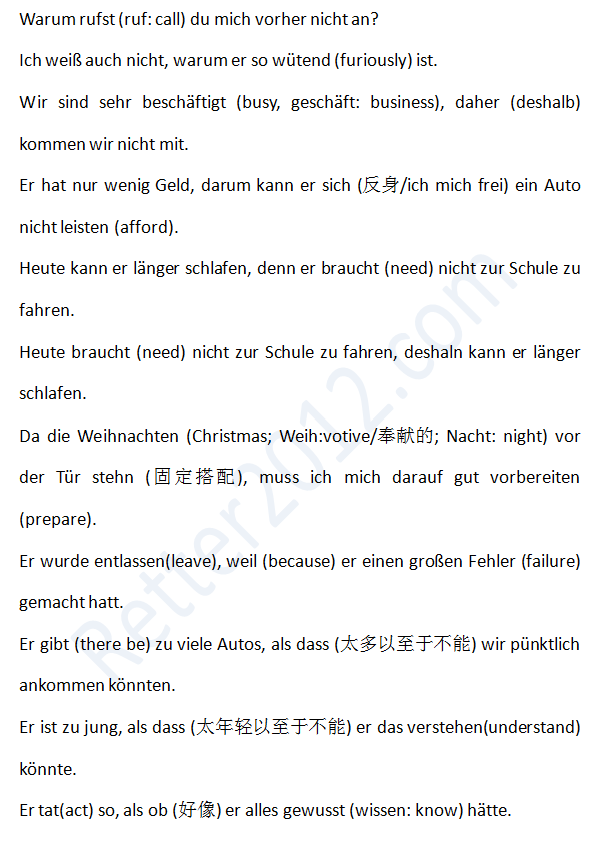 Warum rufst (ruf: call) du mich vorher nicht an?
Ich weiß auch nicht, warum er so wütend (furiously) ist.
Wir sind sehr beschäftigt (busy, geschäft: business), daher (deshalb)
kommen wir nicht mit.
Er hat nur wenig Geld, darum kann er sich (反身/ich mich frei) ein Auto
nicht leisten (afford).
Heute kann er länger schlafen, denn er braucht (need) nicht zur Schule zu
fahren.
Heute braucht (need) nicht zur Schule zu fahren, deshaln kann er länger
schlafen.
Da die Weihnachten (Christmas; Weih:votive/奉献的; Nacht: night) vor
der Tür stehn (固定搭配), muss ich mich darauf gut vorbereiten
(prepare).
Er wurde entlassen(leave), weil (because) er einen großen Fehler (failure)
gemacht hatt.
Er gibt (there be) zu viele Autos, als dass (太多以至于不能) wir pünktlich
ankommen könnten.
Er ist zu jung, als dass (太年轻以至于不能) er das verstehen(understand)
könnte.
Er tat(act) so, als ob (好像) er alles gewusst (wissen: know) hätte.
Retter2012.com